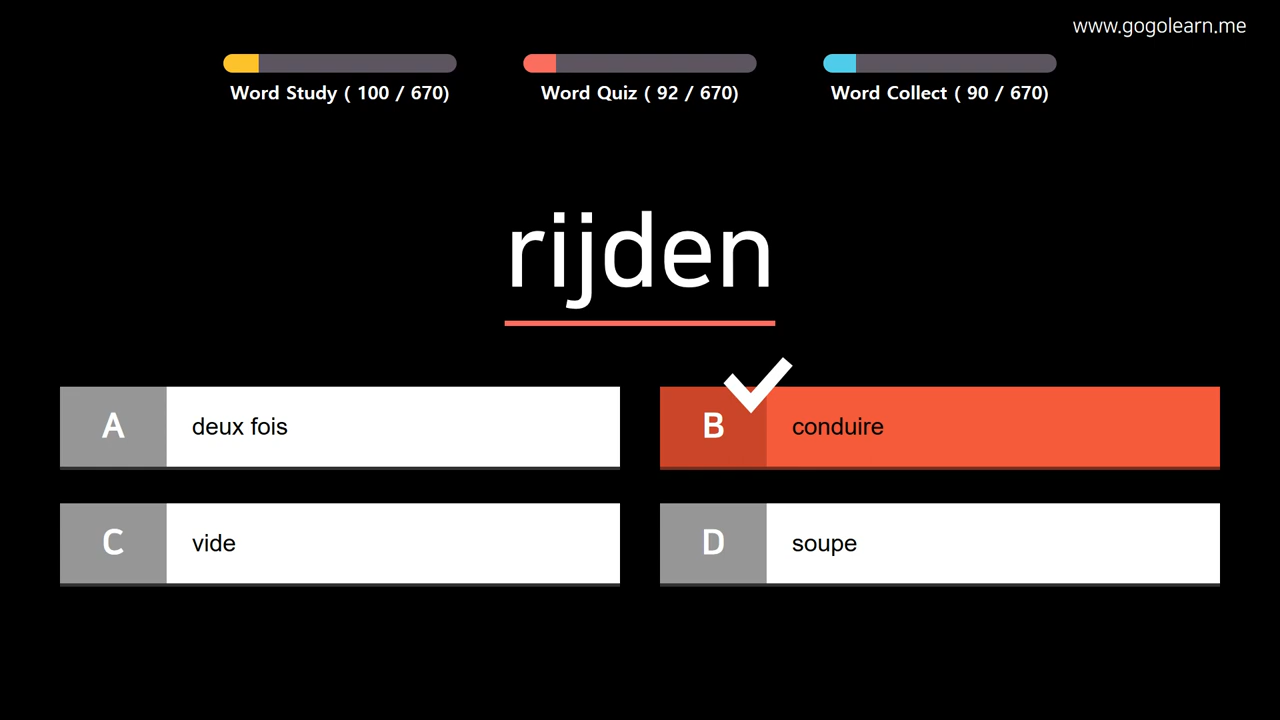 www.gogolearn.me
Word Study ( 100 / 670)
Word Quiz ( 92 / 670)
Word Collect ( 90 / 670)
rijden
A deux fois
B conduire
C vide
D soupe